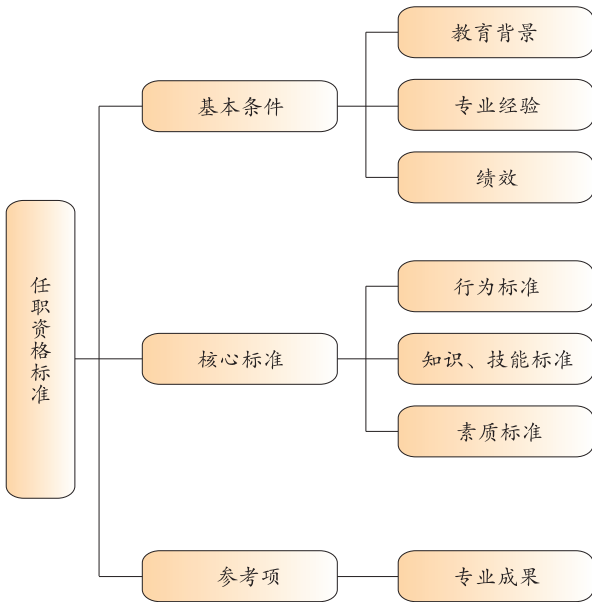 任职资格标准
基本条件
教育背景
专业经验
绩效
核心标准
行为标准
知识、技能标准
素质标准
参考项
专业成果